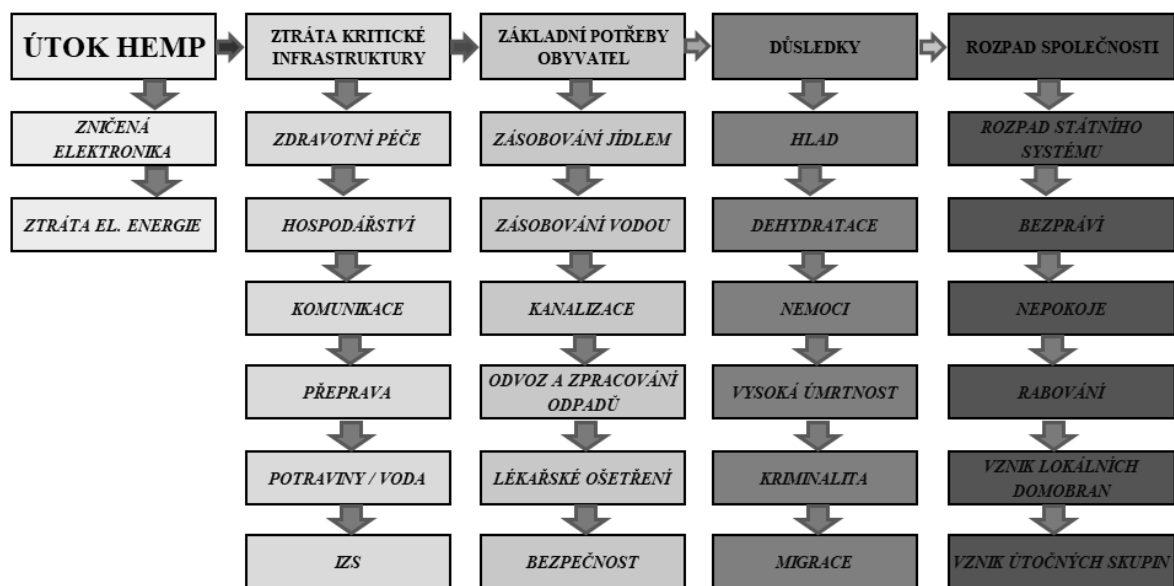 ÚTOK HEMP
ZTRÁTA KRITICKÉ
INFRASTRUKTURY
ZÁKLADNÍ POTŘEBY
OBYVATEL
DŮSLEDKY
ROZPAD SPOLEČNOSTI
ZNIČENÁ
ELEKTRONIKA
ZDRAVOTNÍ PÉČE
ZÁSOBOVÁNÍ JÍDLEM
HLAD
ROZPAD STÁTNÍHO
SYSTÉMU
ZTRÁTA EL. ENERGIE
HOSPODÁŘSTVÍ
ZÁSOBOVÁNÍ VODOU
DEHYDRATACE
BEZPRÁVÍ
KOMUNIKACE
KANALIZACE
NEMOCI
NEPOKOJE
PŘEPRAVA
ODVOZ A ZPRACOVÁNÍ
ODPADŮ
VYSOKÁ ÚMRTNOST
RABOVÁNÍ
POTRAVINY / VODA
LÉKAŘSKÉ OŠETŘENÍ
KRIMINALITA
VZNIK LOKÁLNÍCH
DOMOBRAN
IZS
BEZPEČNOST
MIGRACE
VZNIK ÚTOČNÝCH SKUPIN